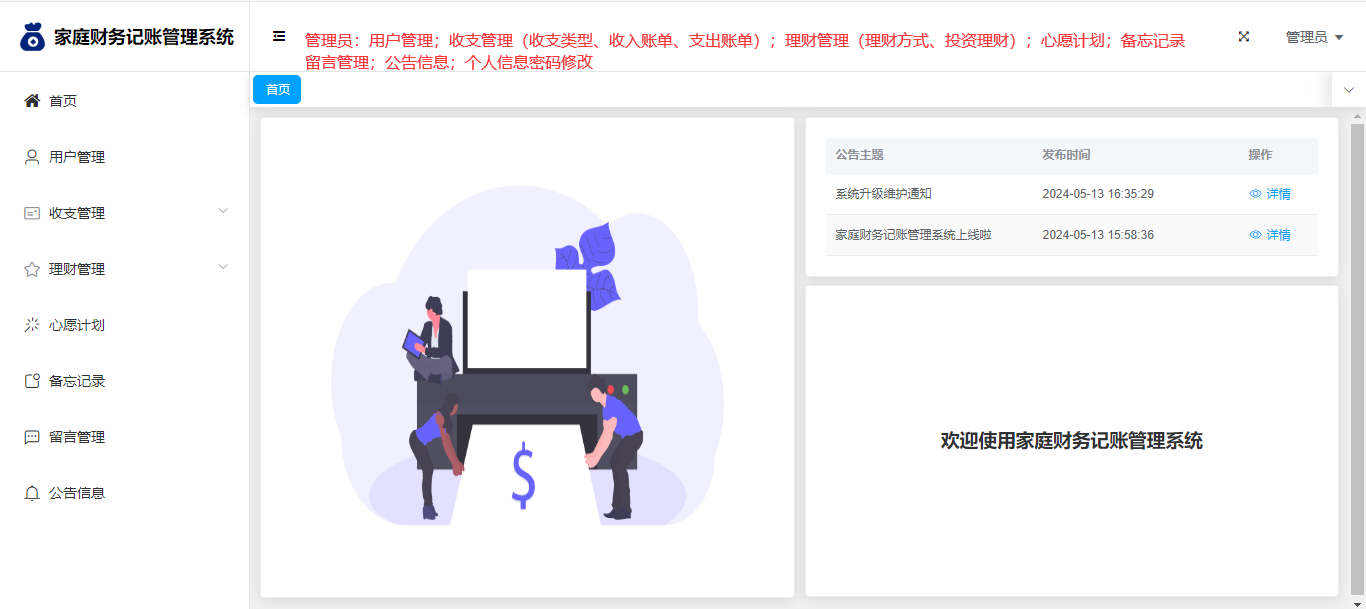 家庭财务记账管理系统
管理员：用户管理；收支管理（收支类型、收入账单、支出账单）；理财管理（理财方式、投资理财）；心愿计划；备忘记录
留言管理；公告信息；个人信息密码修改
管理员
首页
首页
用户管理
收支管理
理财管理
心愿计划
备忘记录
留言管理
公告信息
公告主题 发布时间 操作
系统升级维护通知 2024-05-13 16:35:29 详情
家庭财务记账管理系统上线啦 2024-05-13 15:58:36 详情
$
欢迎使用家庭财务记账管理系统